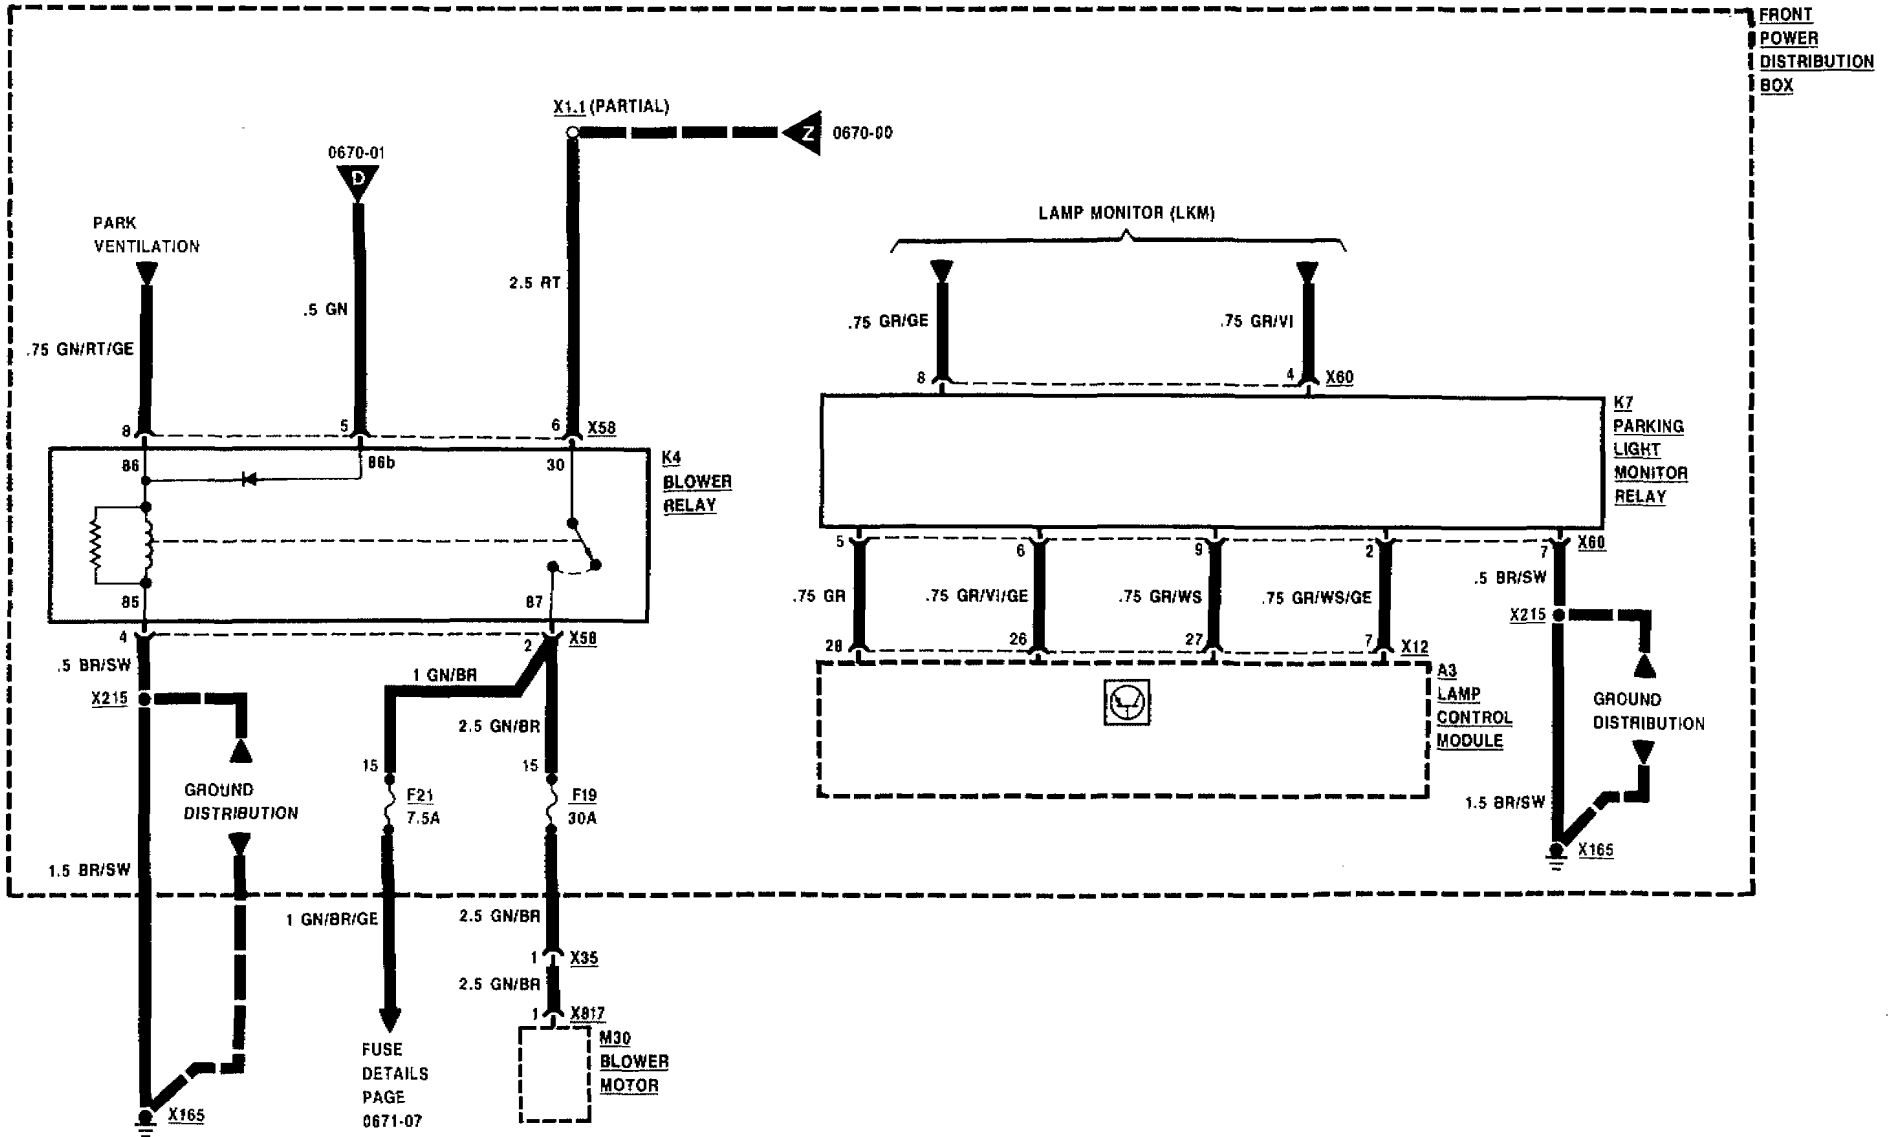 FRONT
POWER
DISTRIBUTION
BOX
X1.1 (PARTIAL)
Z
0670-00
0670-01
D
PARK
VENTILATION
LAMP MONITOR (LKM)
2.5 RT
.5 GN
.75 GN/RT/GE
.75 GR/GE
.75 GR/VI
8
4
X60
8
5
6
X58
K7
PARKING
LIGHT
MONITOR
RELAY
86
86b
30
K4
BLOWER
RELAY
5
6
9
2
7
X60
85
87
.75 GR
.75 GR/VI/GE
.75 GR/WS
.75 GR/WS/GE
.5 BR/SW
X215
4
2
X58
28
26
27
7
X12
.5 BR/SW
1 GN/BR
X215
2.5 GN/BR
A3
LAMP
CONTROL
MODULE
GROUND
DISTRIBUTION
15
15
GROUND
DISTRIBUTION
F21
7.5A
F19
30A
1.5 BR/SW
X165
1.5 BR/SW
1 GN/BR/GE
2.5 GN/BR
1
X35
2.5 GN/BR
1
X817
M30
BLOWER
MOTOR
FUSE
DETAILS
PAGE
0671-07
X165